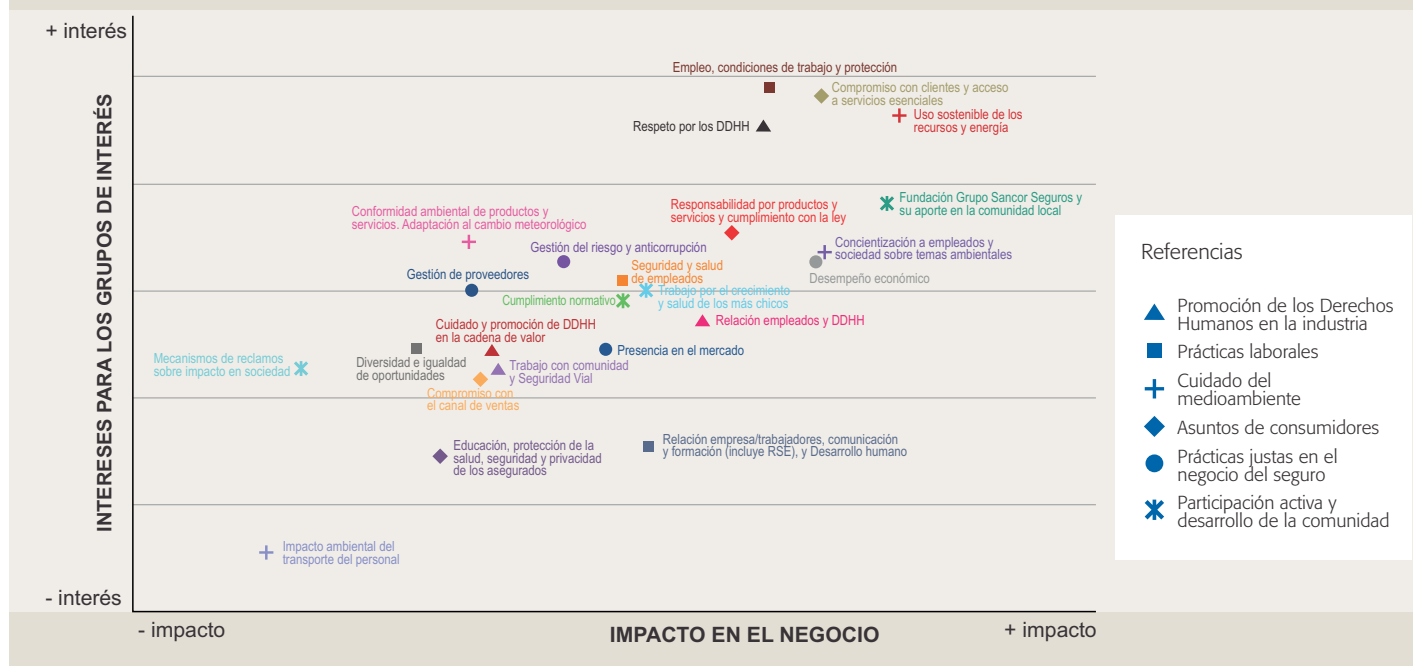 + interés
INTERESES PARA LOS GRUPOS DE INTERÉS
- interés
Empleo, condiciones de trabajo y protección
Compromiso con clientes y acceso
a servicios esenciales
Uso sostenible de los
recursos y energía
Respeto por los DDHH
Fundación Grupo Sancor Seguros y
su aporte en la comunidad local
Responsabilidad por productos y
servicios y cumplimiento con la ley
Conformidad ambiental de productos y
servicios. Adaptación al cambio meteorológico
Concientización a empleados y
sociedad sobre temas ambientales
Gestión del riesgo y anticorrupción
Seguridad y salud
de empleados
Desempeño económico
Gestión de proveedores
Trabajo por el crecimiento
y salud de los más chicos
Cumplimiento normativo
Relación empleados y DDHH
Cuidado y promoción de DDHH
en la cadena de valor
Presencia en el mercado
Mecanismos de reclamos
sobre impacto en sociedad
Diversidad e igualdad
de oportunidades
Trabajo con comunidad
y Seguridad Vial
Compromiso con
el canal de ventas
Educación, protección de la
salud, seguridad y privacidad
de los asegurados
Relación empresa/trabajadores, comunicación
y formación (incluye RSE), y Desarrollo humano
Impacto ambiental del
transporte del personal
- impacto
IMPACTO EN EL NEGOCIO
+ impacto
Referencias
Promoción de los Derechos
Humanos en la industria
Prácticas laborales
Cuidado del
medioambiente
Asuntos de consumidores
Prácticas justas en el
negocio del seguro
Participación activa y
desarrollo de la comunidad